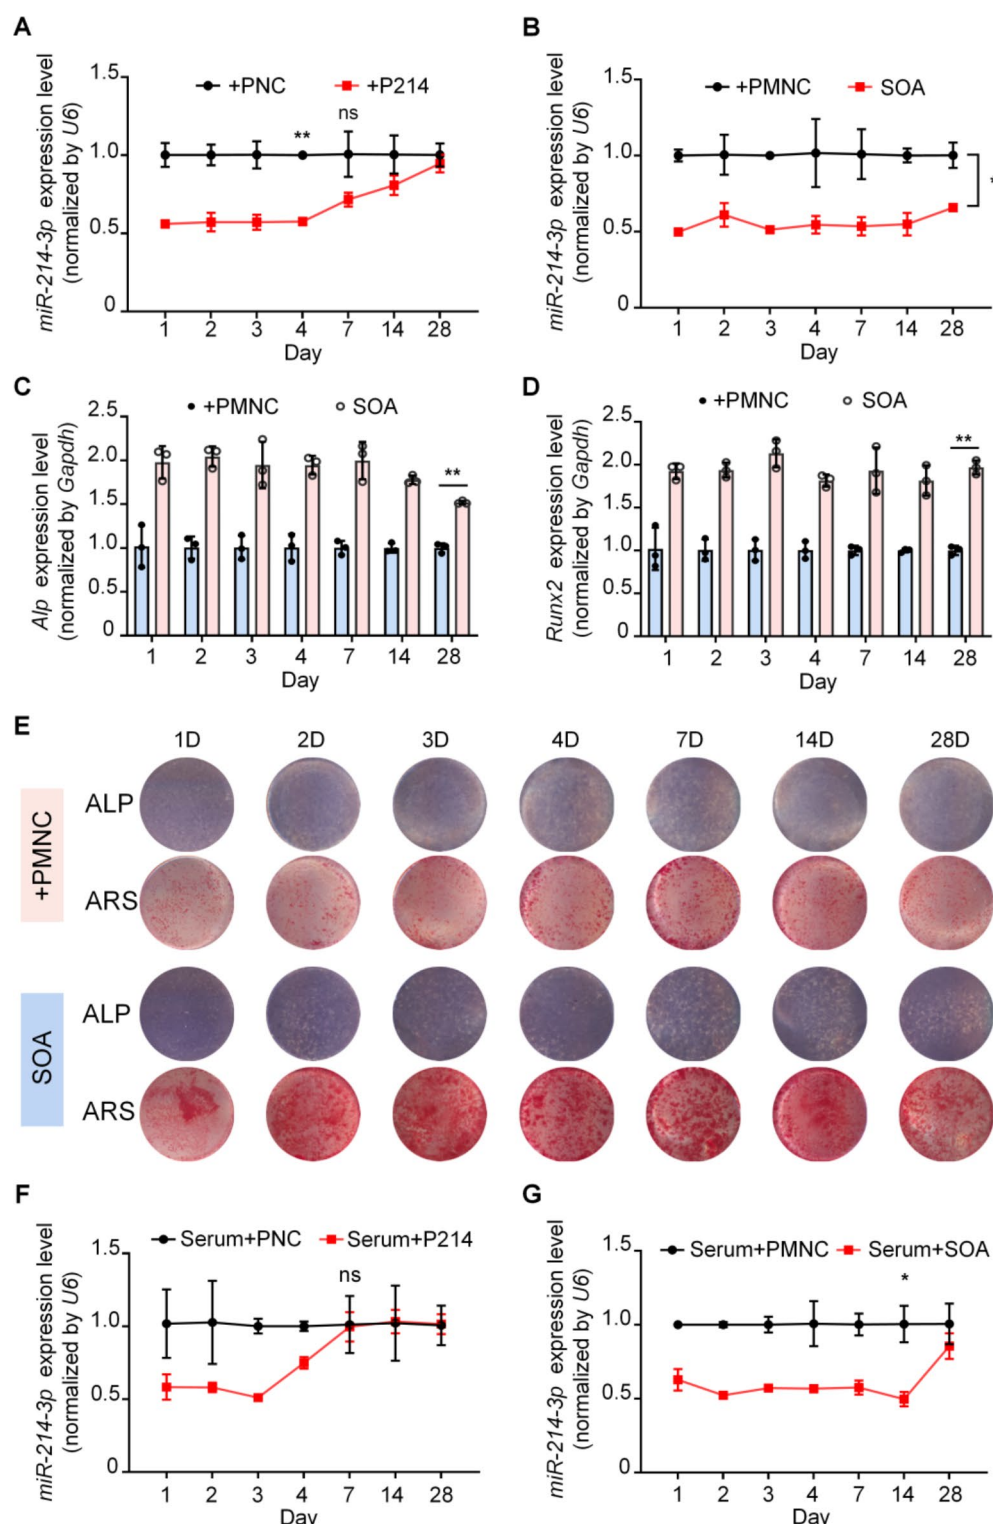 A
miR-214-3p expression level
(normalized by U6)
1.5
1.0
0.5
0
+PNC
+P214
**
ns
1 2 3 4 7 14 28
Day
B
miR-214-3p expression level
(normalized by U6)
1.5
1.0
0.5
0
+PMNC
SOA
*
1 2 3 4 7 14 28
Day
C
Alp expression level
(normalized by Gapdh)
2.5
2.0
1.5
1.0
0.5
0
+PMNC
SOA
**
1 2 3 4 7 14 28
Day
D
Runx2 expression level
(normalized by Gapdh)
2.5
2.0
1.5
1.0
0.5
0
+PMNC
SOA
**
1 2 3 4 7 14 28
Day
E
1D 2D 3D 4D 7D 14D 28D
+PMNC
ALP
ARS
SOA
ALP
ARS
F
miR-214-3p expression level
(normalized by U6)
1.5
1.0
0.5
0
Serum+PNC
Serum+P214
ns
1 2 3 4 7 14 28
Day
G
miR-214-3p expression level
(normalized by U6)
1.5
1.0
0.5
0
Serum+PMNC
Serum+SOA
*
1 2 3 4 7 14 28
Day